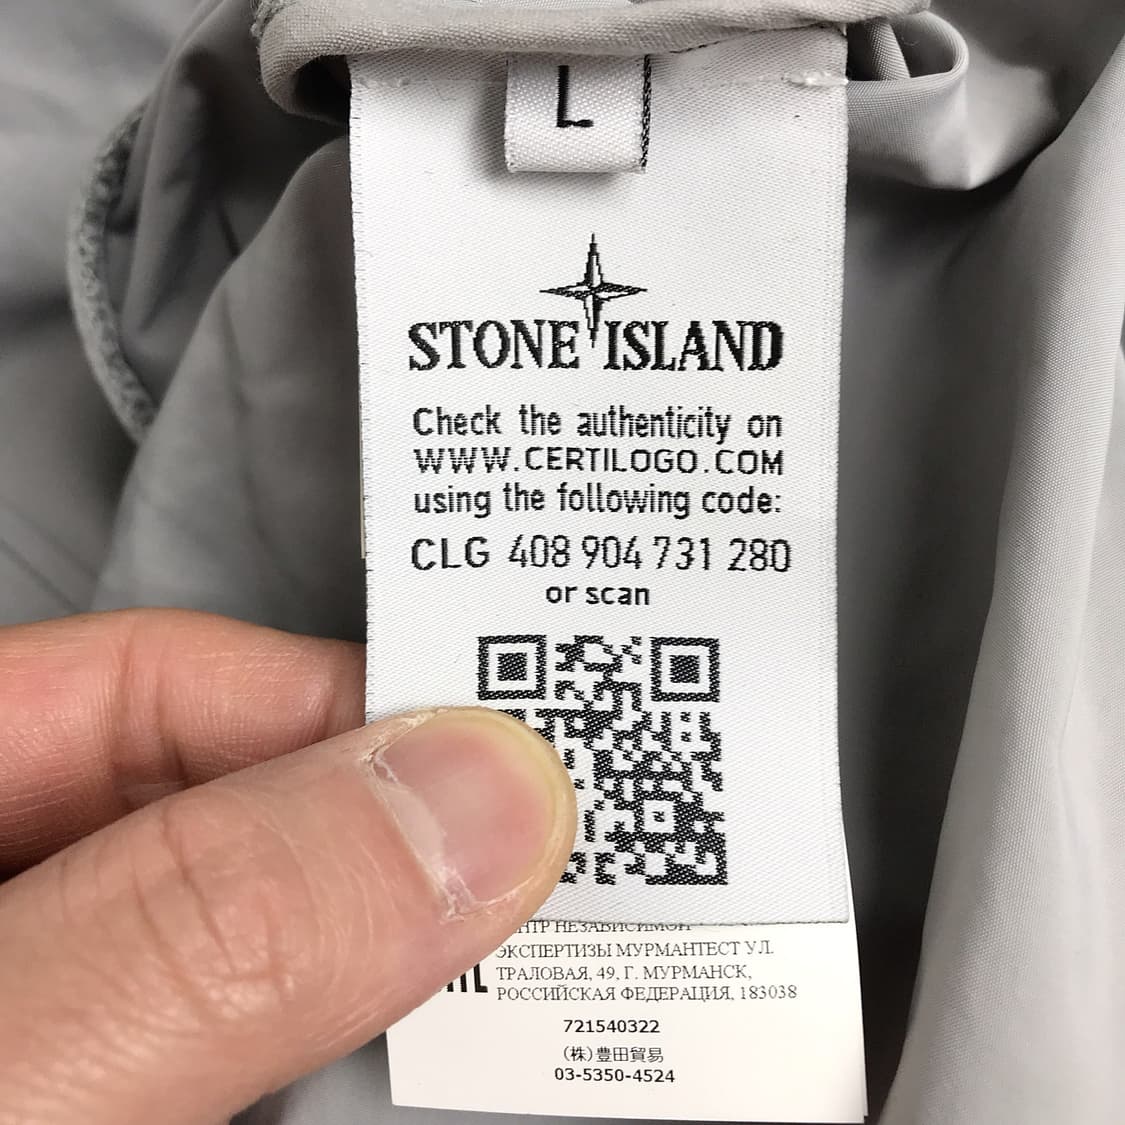 L
STONE ISLAND
Check the authenticity on
WWW.CERTILOGO.COM
using the following code:
CLG 408 904 731 280
or scan
НЕЗАВИСИМОЙ
ЭКСПЕРТИЗЫ МУРМАНТЕСТ УЛ.
ТРАЛОВАЯ, 49, Г. МУРМАНСК,
РОССИЙСКАЯ ФЕДЕРАЦИЯ, 183038
721540322
(株)豊田貿易
03-5350-4524